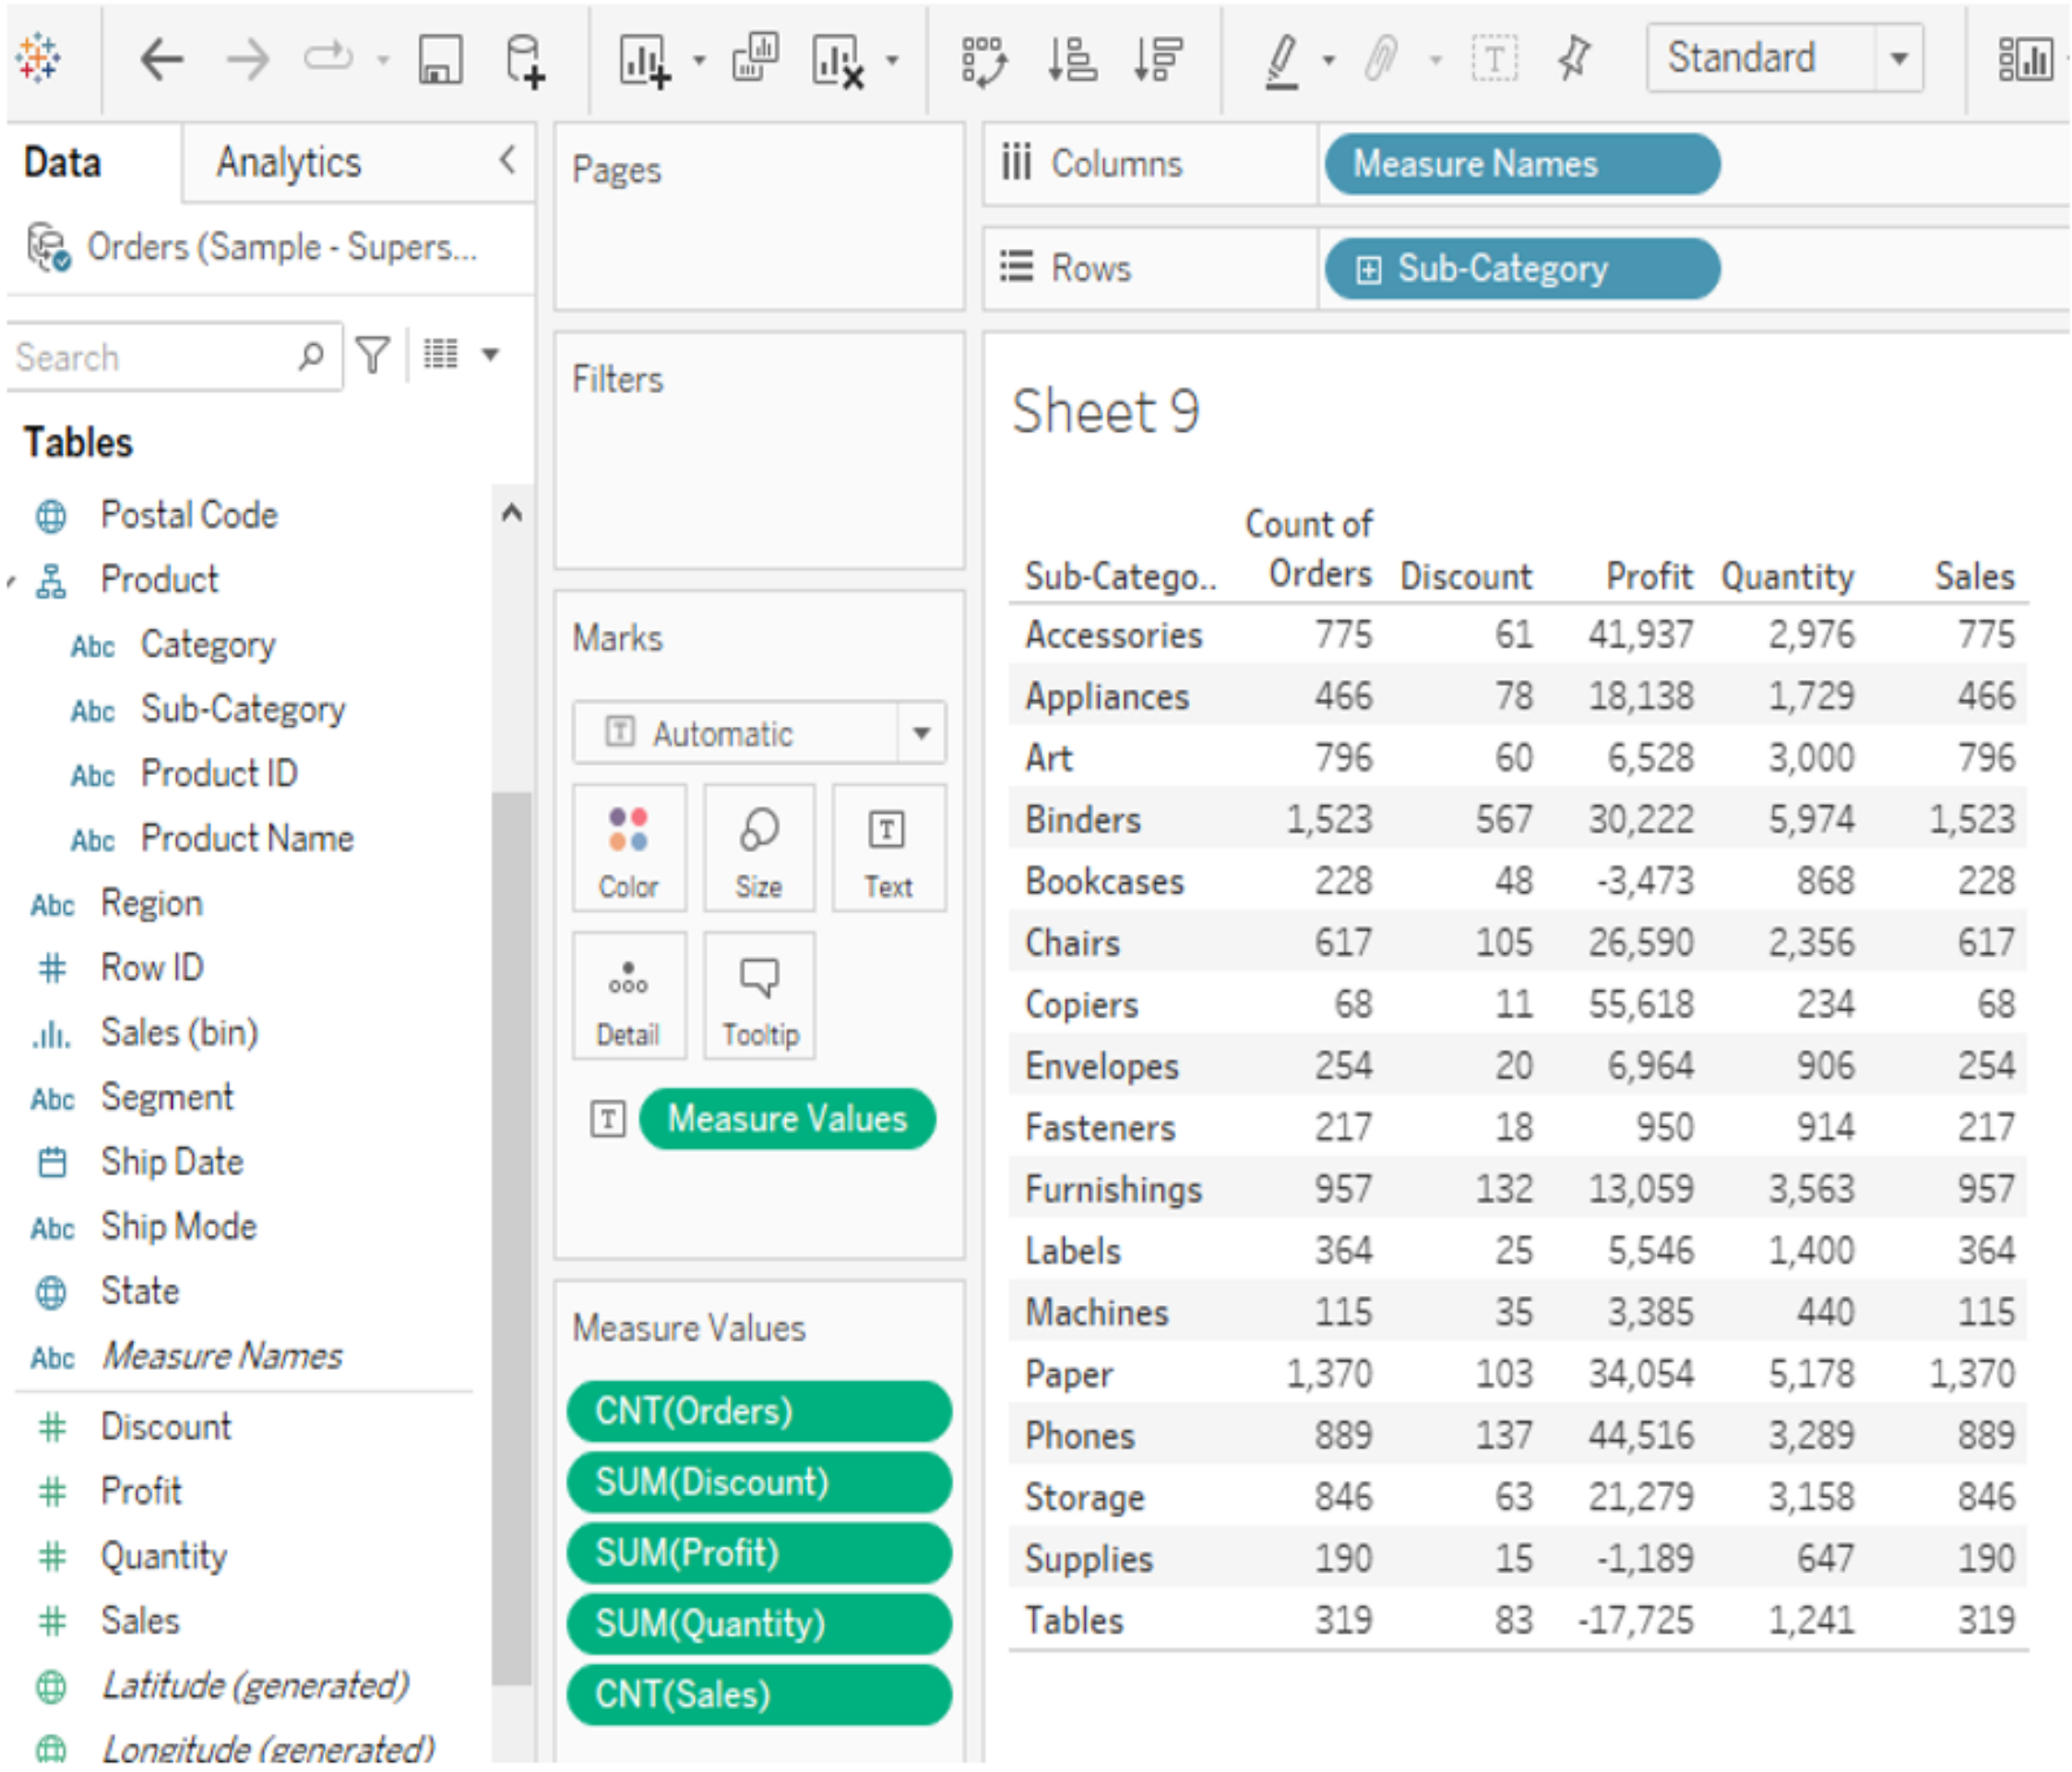 Standard
Data Analytics
Orders (Sample - Supers...
Search
Tables
Postal Code
Product
Abc Category
Abc Sub-Category
Abc Product ID
Abc Product Name
Abc Region
# Row ID
Sales (bin)
Abc Segment
Ship Date
Abc Ship Mode
State
Abc Measure Names
# Discount
# Profit
# Quantity
# Sales
Latitude (generated)
Longitude (generated)
Pages
Filters
Marks
T Automatic
Color Size T Text
Detail Tooltip
T Measure Values
Measure Values
CNT(Orders)
SUM(Discount)
SUM(Profit)
SUM(Quantity)
CNT(Sales)
Columns Measure Names
Rows Sub-Category
Sheet 9
Count of
Sub-Catego.. Orders Discount Profit Quantity Sales
Accessories 775 61 41,937 2,976 775
Appliances 466 78 18,138 1,729 466
Art 796 60 6,528 3,000 796
Binders 1,523 567 30,222 5,974 1,523
Bookcases 228 48 -3,473 868 228
Chairs 617 105 26,590 2,356 617
Copiers 68 11 55,618 234 68
Envelopes 254 20 6,964 906 254
Fasteners 217 18 950 914 217
Furnishings 957 132 13,059 3,563 957
Labels 364 25 5,546 1,400 364
Machines 115 35 3,385 440 115
Paper 1,370 103 34,054 5,178 1,370
Phones 889 137 44,516 3,289 889
Storage 846 63 21,279 3,158 846
Supplies 190 15 -1,189 647 190
Tables 319 83 -17,725 1,241 319